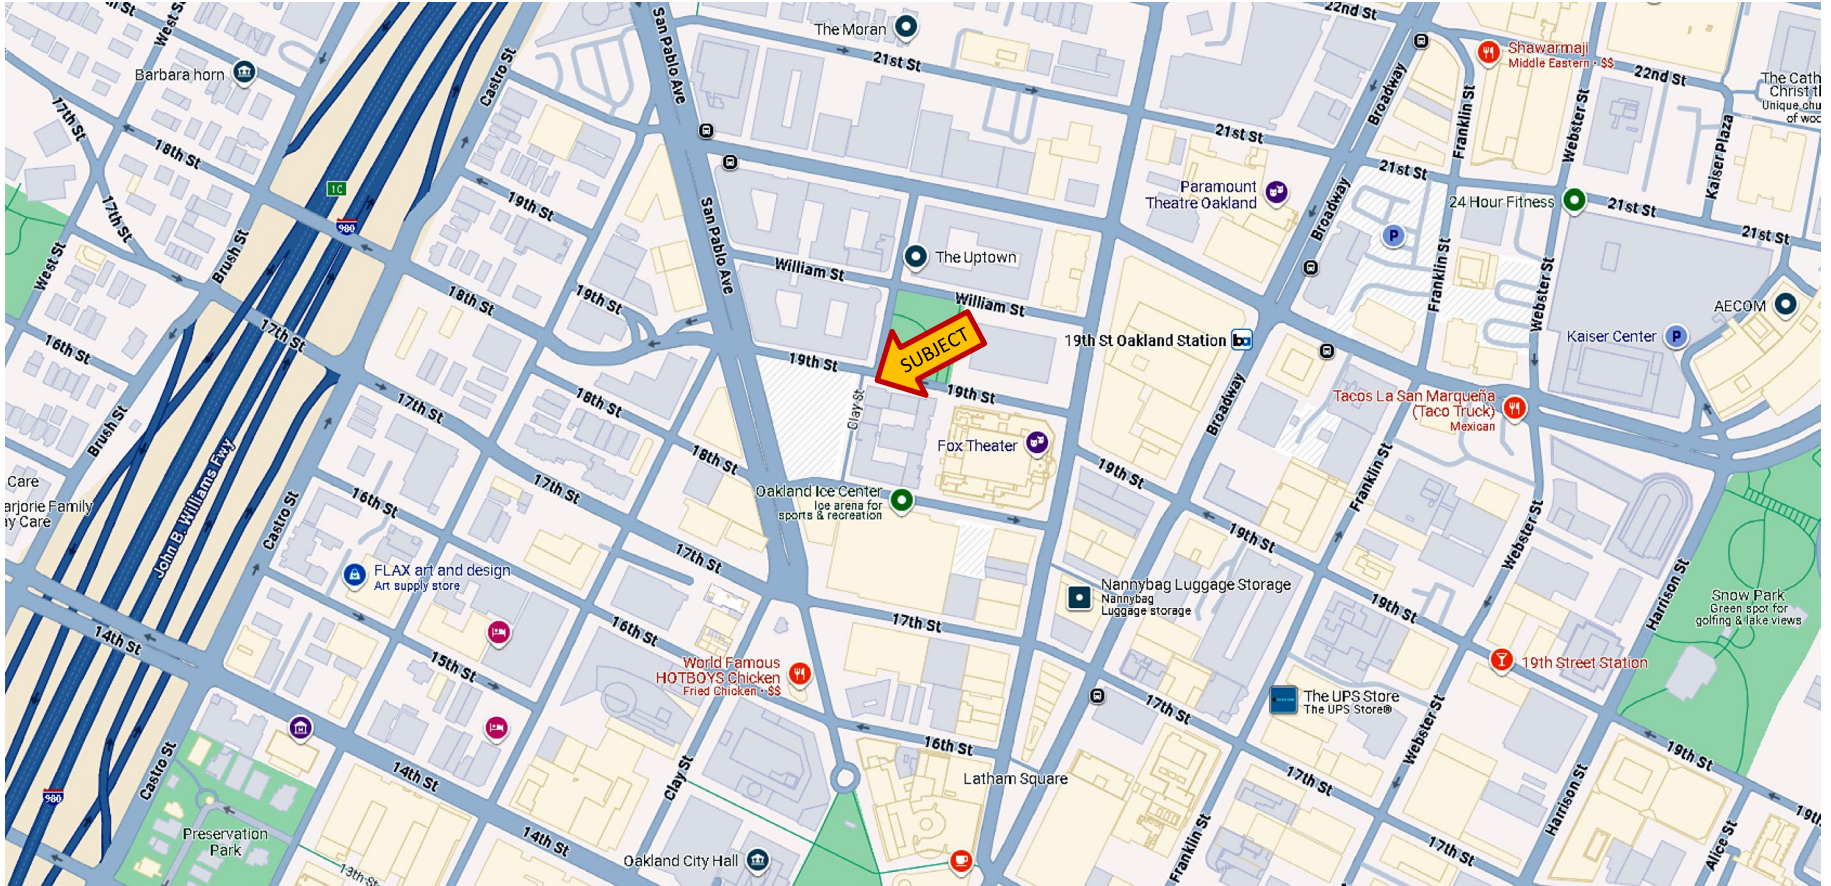 th St
West St
The Moran
21st St
San Pablo Ave
22nd St
Shawarmaji
Middle Eastern • $$
22nd St
The Cath
Christ t
Unique chu
of wo
Barbara horn
Castro St
Broadway
Franklin St
Webster St
Kaiser Plaza
17th St
18th St
1C
980
19th St
21st St
21st St
Paramount
Theatre Oakland
24 Hour Fitness
21st St
21st St
17th St
West St
Brush St
San Pablo Ave
Broadway
P
Franklin St
Webster St
The Uptown
William St
William St
18th St
19th St
17th St
16th St
AECOM
Kaiser Center
P
19th St Oakland Station
SUBJECT
19th St
19th St
Clay St
Brush St
17th St
18th St
18th St
Broadway
Tacos La San Marqueña
(Taco Truck)
Mexican
Fox Theater
19th St
Franklin St
Care
arjorie Family
ay Care
John B. Williams Fwy
Castro St
16th St
17th St
Oakland Ice Center
Ice arena for
sports & recreation
19th St
Webster St
17th St
FLAX art and design
Art supply store
Nannybag Luggage Storage
Nannybag
Luggage storage
19th St
Harrison St
Snow Park
Green spot for
golfing & lake views
14th St
15th St
16th St
17th St
World Famous
HOTBOYS Chicken
Fried Chicken • $$
19th Street Station
The UPS Store
The UPS Store®
17th St
Webster St
16th St
19th St
Castro St
14th St
Clay St
Latham Square
17th St
Harrison St
19th
980
Preservation
Park
13th St
14th St
Oakland City Hall
Franklin St
17th St
Alice St